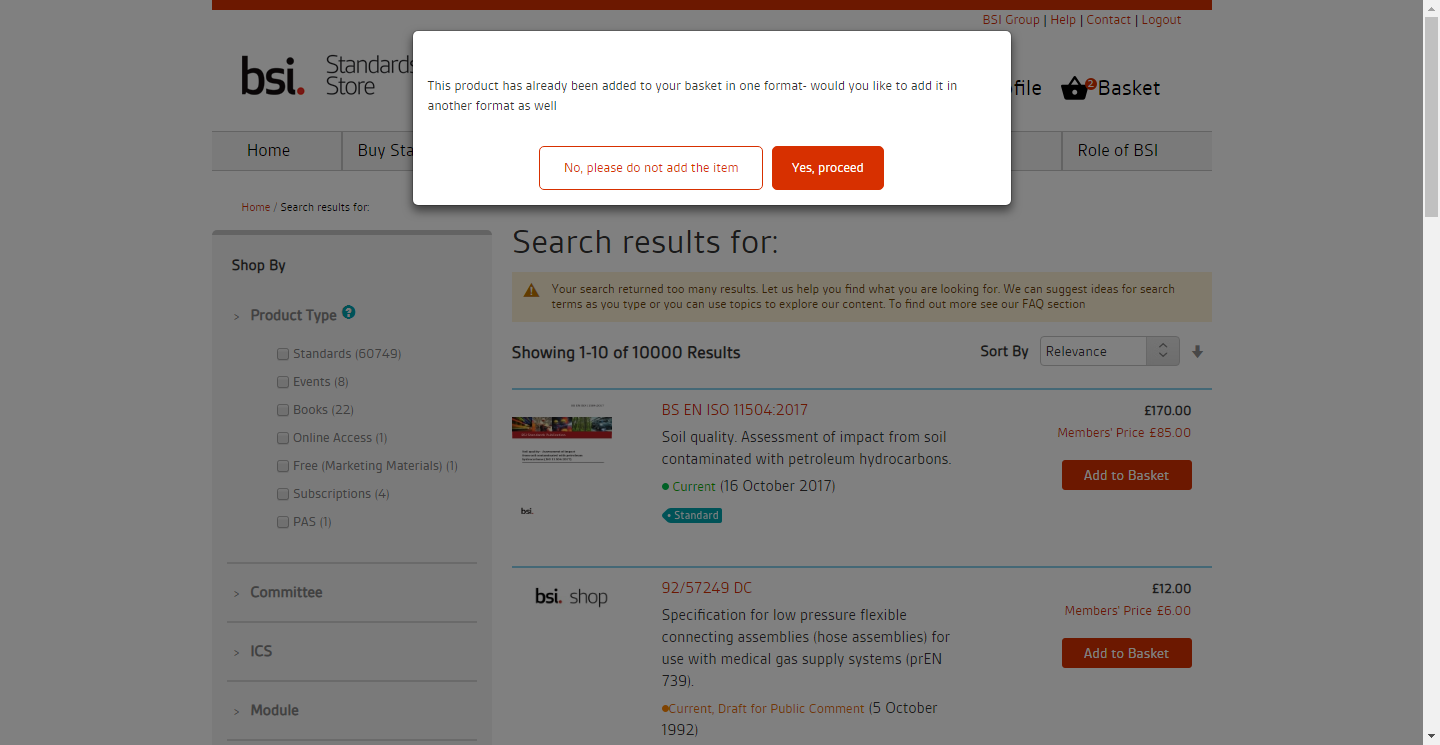 BSI Group | Help | Contact | Logout
bsi. Standards
Store
This product has already been added to your basket in one format- would you like to add it in
another format as well
No, please do not add the item
Yes, proceed
2
Basket
Home
Role of BSI
Home / Search results for:
Shop By
> Product Type ?
Standards (60749)
Events (8)
Books (22)
Online Access (1)
Free (Marketing Materials) (1)
Subscriptions (4)
PAS (1)
> Committee
> ICS
> Module
Search results for:
Your search returned too many results. Let us help you find what you are looking for. We can suggest ideas for search
terms as you type or you can use topics to explore our content. To find out more see our FAQ section
Showing 1-10 of 10000 Results
Sort By Relevance
bsi.
BS EN ISO 11504:2017
Soil quality. Assessment of impact from soil
contaminated with petroleum hydrocarbons.
Current (16 October 2017)
Standard
£170.00
Members' Price £85.00
Add to Basket
bsi. shop
92/57249 DC
Specification for low pressure flexible
connecting assemblies (hose assemblies) for
use with medical gas supply systems (prEN
739).
Current, Draft for Public Comment (5 October
1992)
£12.00
Members' Price £6.00
Add to Basket